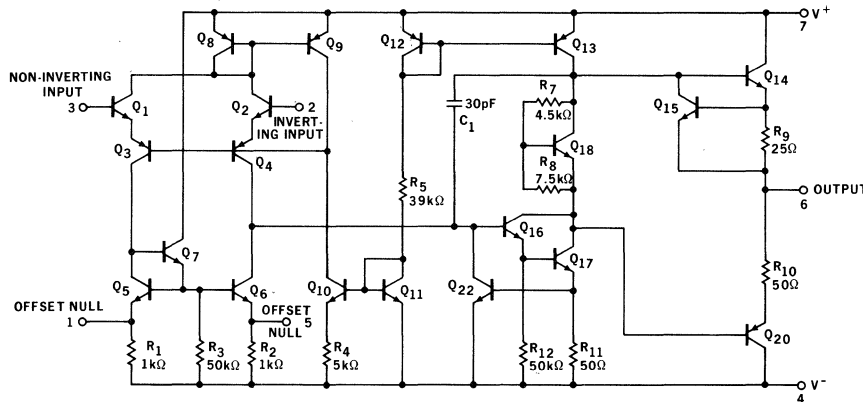 V+
7
Q8
Q9
Q12
Q13
NON-INVERTING
INPUT
3
Q1
Q2
2
INVERT-
ING INPUT
30pF
C1
R7
4.5kΩ
Q14
Q15
Q3
Q4
Q18
R9
25Ω
R8
7.5kΩ
R5
39kΩ
OUTPUT
6
Q7
Q16
Q17
Q5
Q6
Q10
Q11
Q22
R10
50Ω
OFFSET NULL
1
OFFSET
NULL
5
Q20
R1
1kΩ
R3
50kΩ
R2
1kΩ
R4
5kΩ
R12
50kΩ
R11
50Ω
V-
4